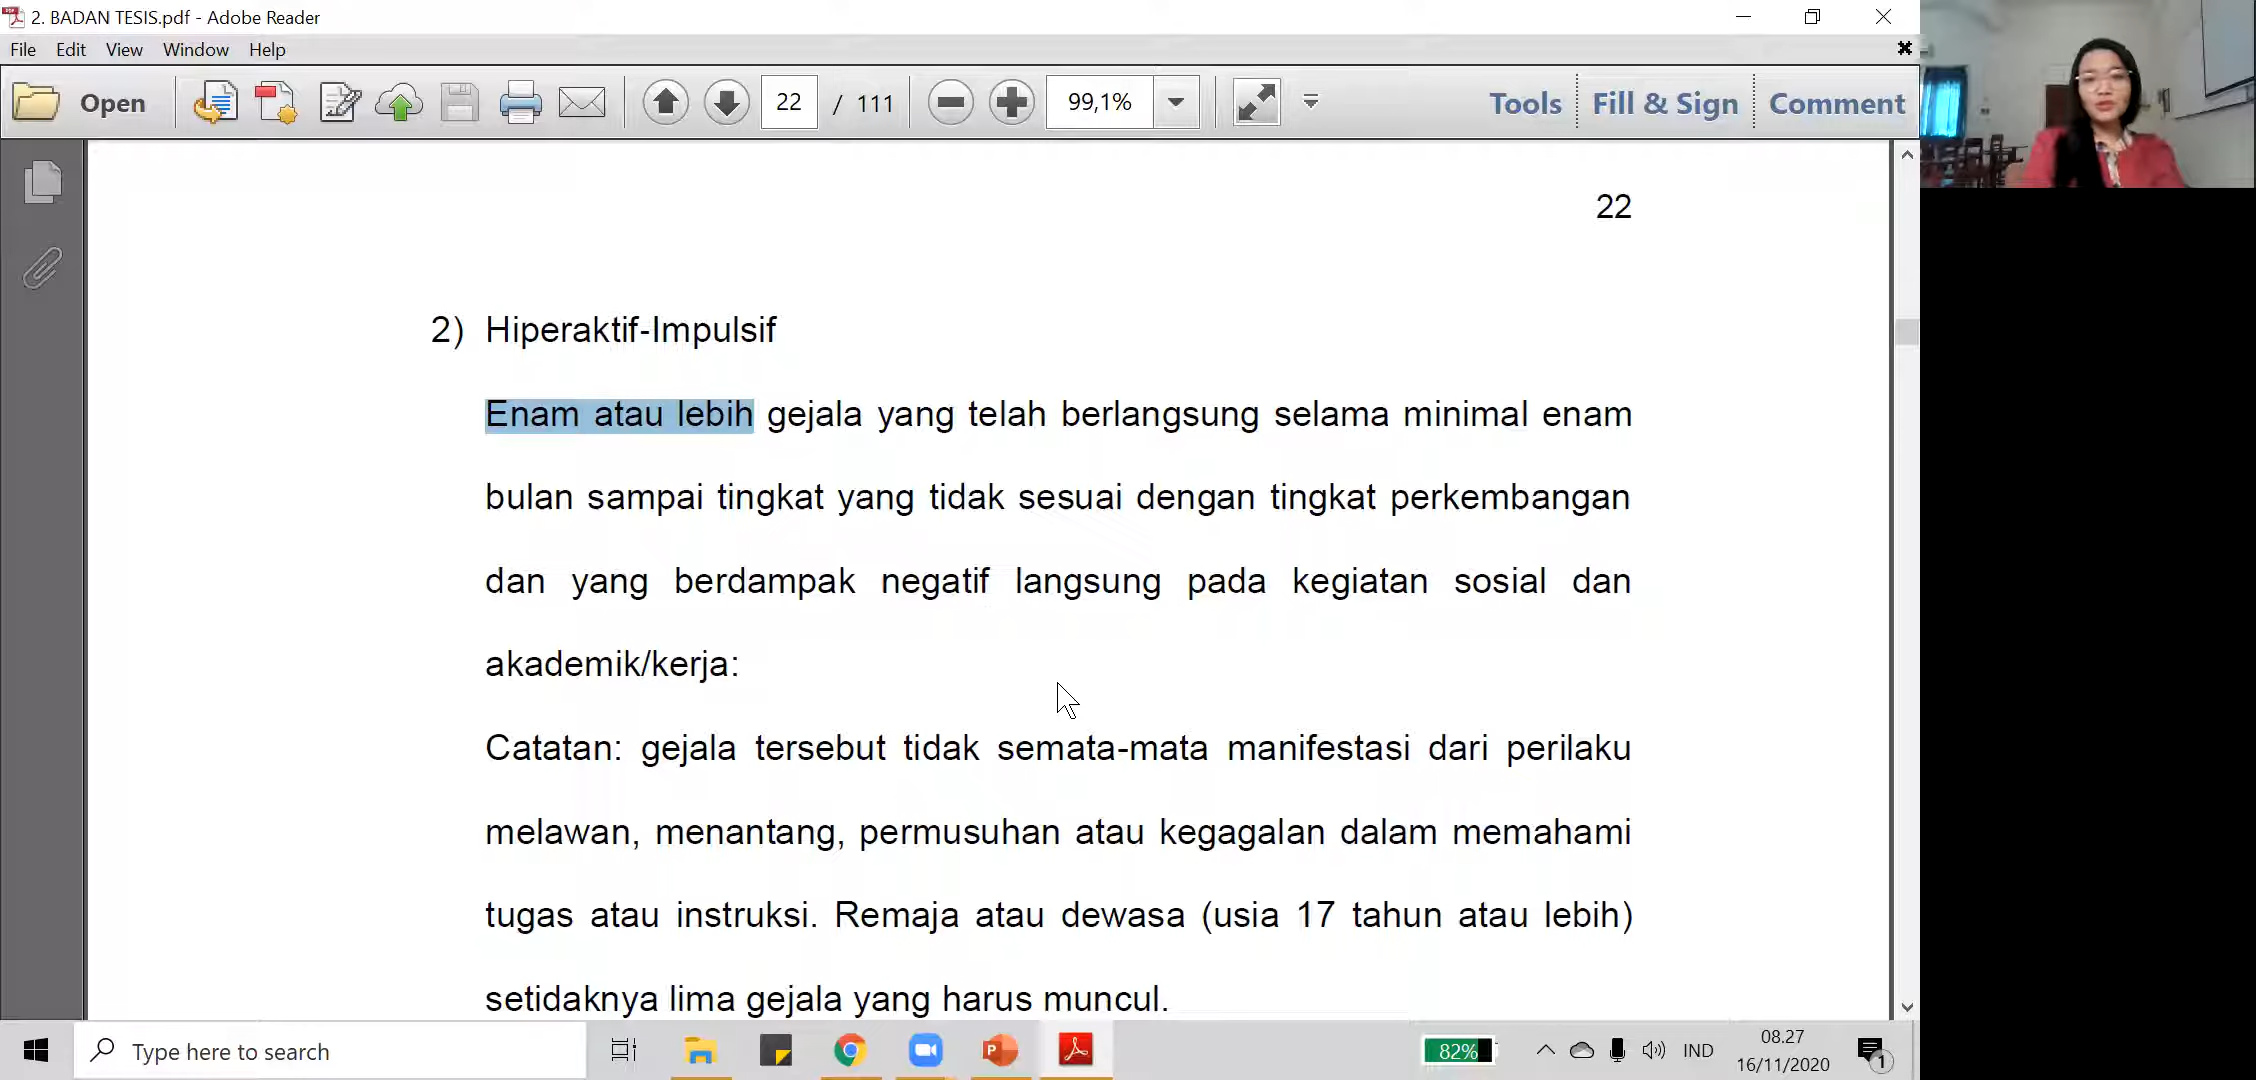 2. BADAN TESIS.pdf - Adobe Reader
File Edit View Window Help
Open 22 / 111 99,1% Tools Fill & Sign Comment
22
2) Hiperaktif-Impulsif
Enam atau lebih gejala yang telah berlangsung selama minimal enam
bulan sampai tingkat yang tidak sesuai dengan tingkat perkembangan
dan yang berdampak negatif langsung pada kegiatan sosial dan
akademik/kerja:
Catatan: gejala tersebut tidak semata-mata manifestasi dari perilaku
melawan, menantang, permusuhan atau kegagalan dalam memahami
tugas atau instruksi. Remaja atau dewasa (usia 17 tahun atau lebih)
setidaknya lima gejala yang harus muncul.
Type here to search 82% IND 08.27
16/11/2020 1